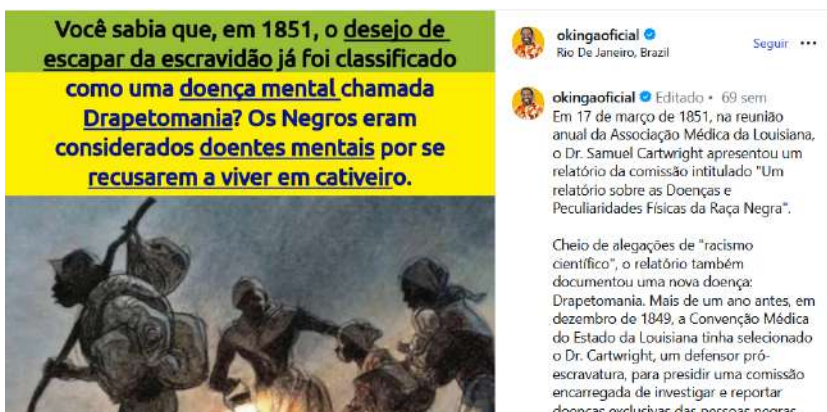 Você sabia que, em 1851, o desejo de
escapar da escravidão já foi classificado
como uma doença mental chamada
Drapetomania? Os Negros eram
considerados doentes mentais por se
recusarem a viver em cativeiro.
okingaoficial
Rio De Janeiro, Brazil
Seguir
okingaoficial Editado • 69 sem
Em 17 de março de 1851, na reunião
anual da Associação Médica da Louisiana,
o Dr. Samuel Cartwright apresentou um
relatório da comissão intitulado "Um
relatório sobre as Doenças e
Peculiaridades Físicas da Raça Negra".
Cheio de alegações de "racismo
científico", o relatório também
documentou uma nova doença:
Drapetomania. Mais de um ano antes, em
dezembro de 1849, a Convenção Médica
do Estado da Louisiana tinha selecionado
o Dr. Cartwright, um defensor pró-
escravatura, para presidir uma comissão
encarregada de investigar e reportar
doenças exclusivas das pessoas negras